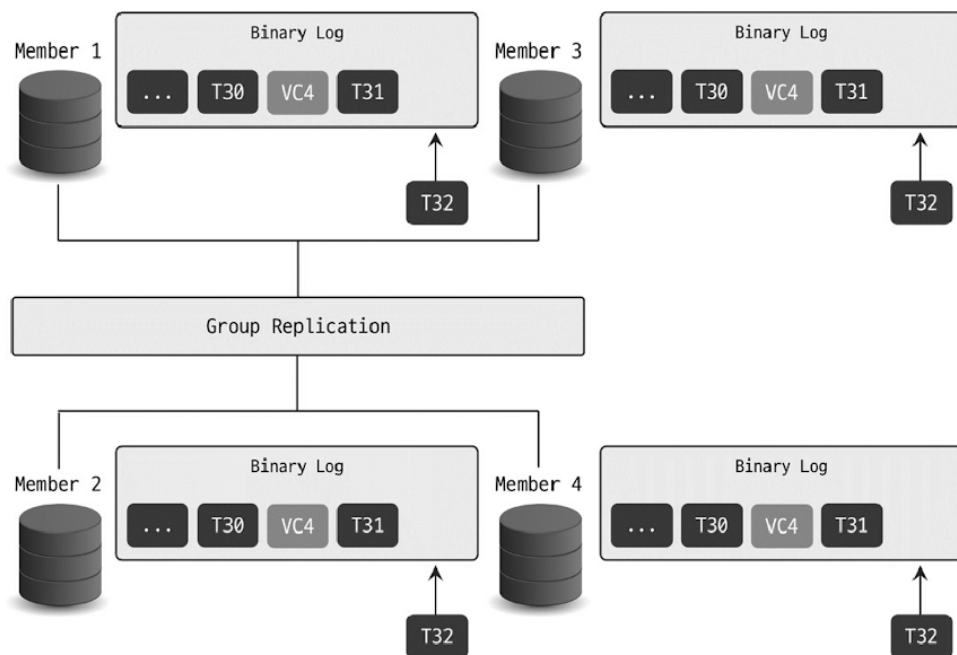 Binary Log
Binary Log
Member 1
Member 3
... T30 VC4 T31
... T30 VC4 T31
T32
T32
Group Replication
Binary Log
Binary Log
Member 2
Member 4
... T30 VC4 T31
... T30 VC4 T31
T32
T32